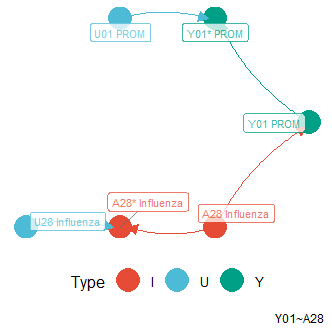 U01 PROM
Y01* PROM
Y01 PROM
A28* Influenza
A28 Influenza
U28 Influenza
Type I U Y
Y01~A28